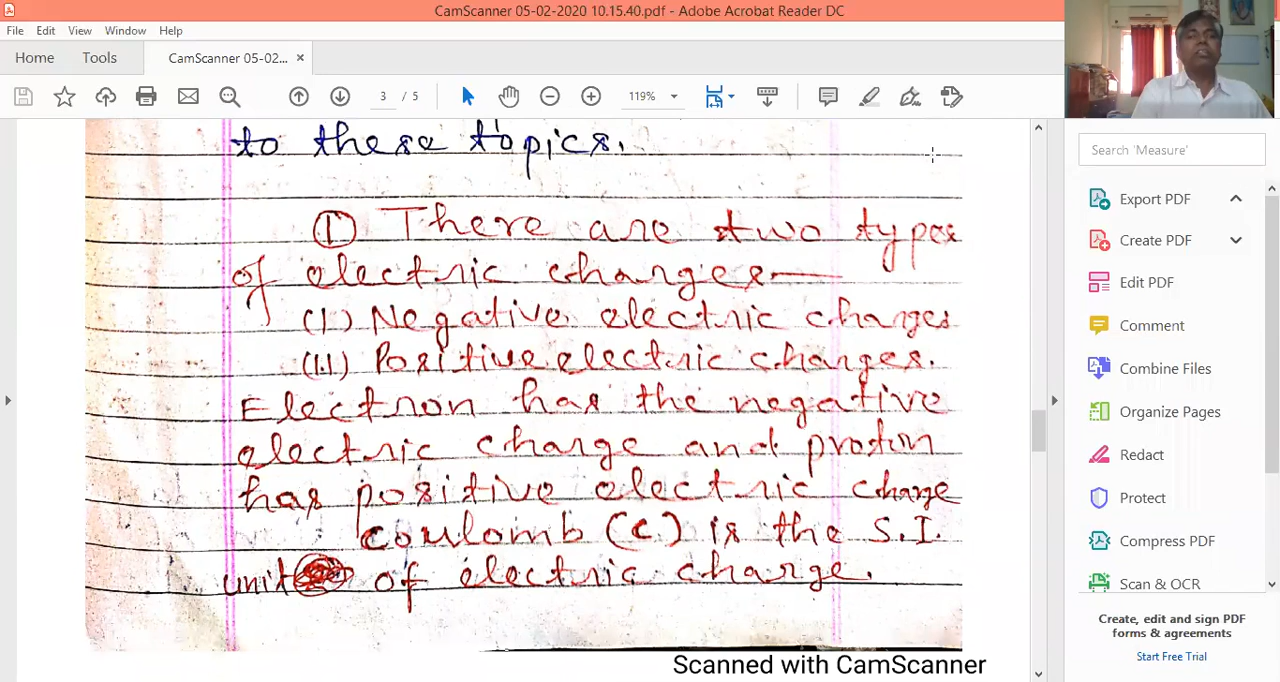 CamScanner 05-02-2020 10.15.40.pdf - Adobe Acrobat Reader DC
File Edit View Window Help
Home Tools CamScanner 05-02... ×
3 / 5 119%
to these topics.
① There are two types
of electric charges—
(I.) Negative electric charges
(II.) Positive electric charges.
Electron has the negative
electric charge and proton
has positive electric charge
coulomb (C.) is the S.I.
unit of electric charge.
Scanned with CamScanner
Search 'Measure'
Export PDF
Create PDF
Edit PDF
Comment
Combine Files
Organize Pages
Redact
Protect
Compress PDF
Scan & OCR
Create, edit and sign PDF
forms & agreements
Start Free Trial